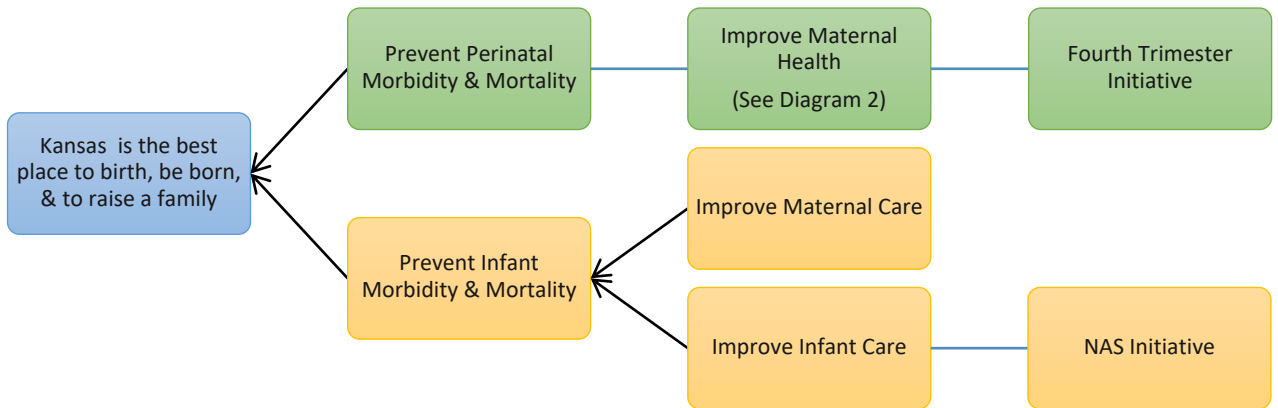 Prevent Perinatal
Morbidity & Mortality
Improve Maternal
Health
(See Diagram 2)
Fourth Trimester
Initiative
Kansas is the best
place to birth, be born,
& to raise a family
Improve Maternal Care
Prevent Infant
Morbidity & Mortality
Improve Infant Care
NAS Initiative